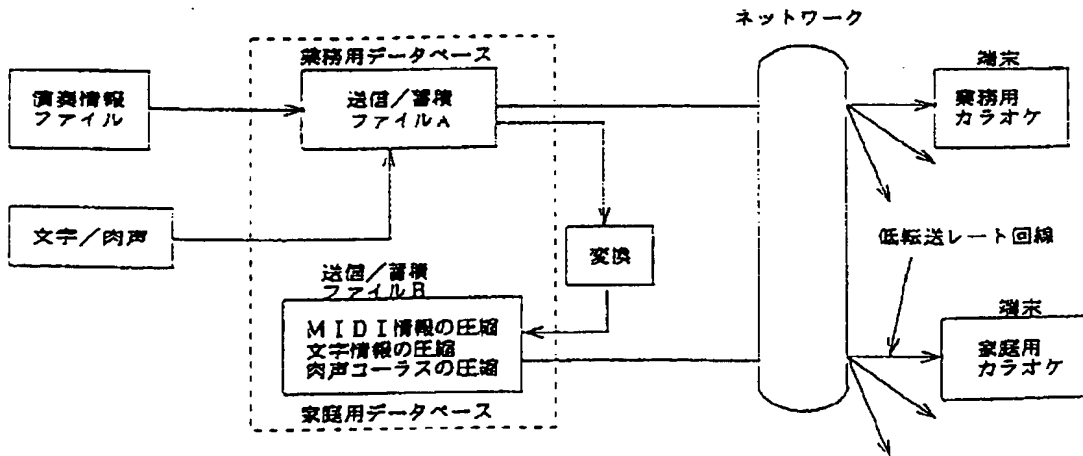 ネットワーク
業務用データベース
演奏情報
ファイル
送信／蓄積
ファイルA
端末
業務用
カラオケ
文字／肉声
変換
低転送レート回線
送信／蓄積
ファイルB
MIDI情報の圧縮
文字情報の圧縮
肉声コーラスの圧縮
家庭用データベース
端末
家庭用
カラオケ